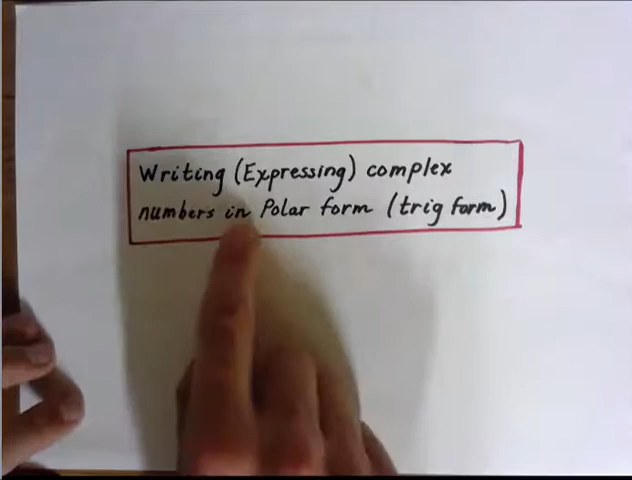 Writing (Expressing) complex
numbers in Polar form (trig form)